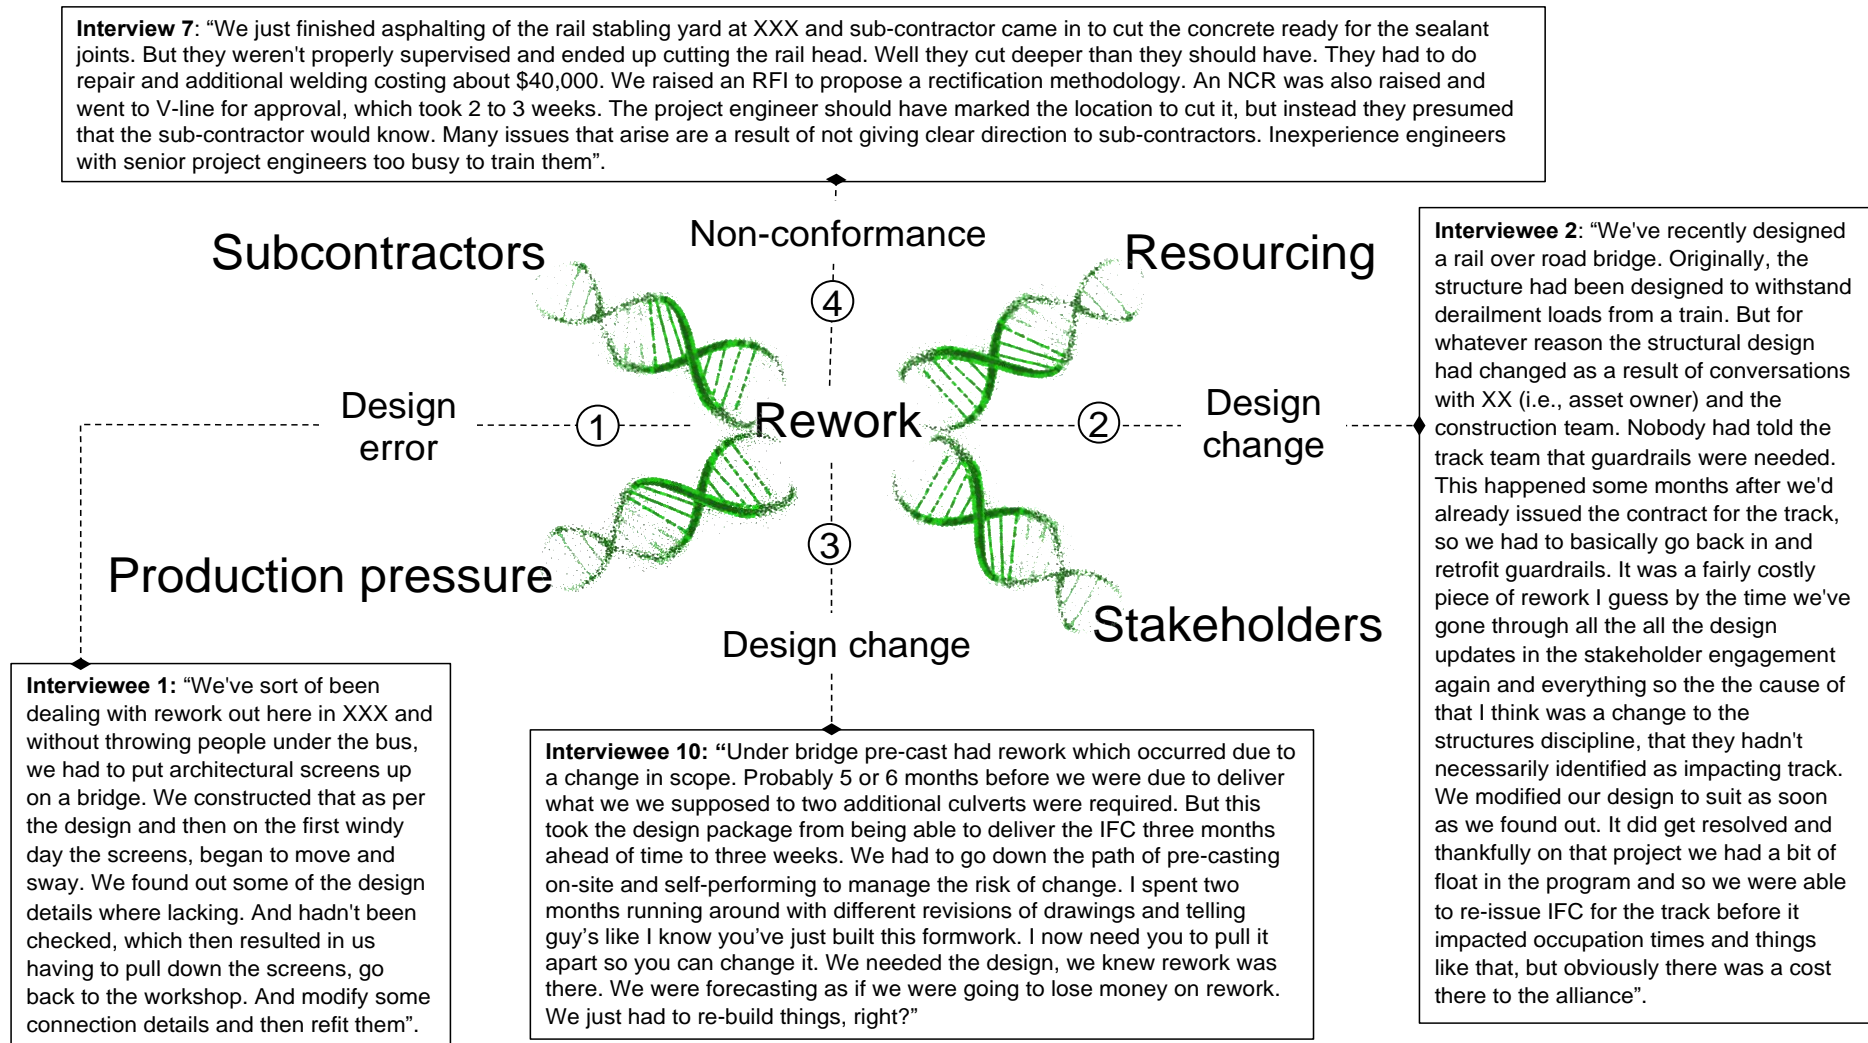 Interview 7: “We just finished asphalting of the rail stabling yard at XXX and sub-contractor came in to cut the concrete ready for the sealant
joints. But they weren't properly supervised and ended up cutting the rail head. Well they cut deeper than they should have. They had to do
repair and additional welding costing about $40,000. We raised an RFI to propose a rectification methodology. An NCR was also raised and
went to V-line for approval, which took 2 to 3 weeks. The project engineer should have marked the location to cut it, but instead they presumed
that the sub-contractor would know. Many issues that arise are a result of not giving clear direction to sub-contractors. Inexperience engineers
with senior project engineers too busy to train them”.
Subcontractors
Non-conformance
Resourcing
4
Design
error
1
Rework
2
Design
change
3
Production pressure
Stakeholders
Design change
Interviewee 2: “We've recently designed
a rail over road bridge. Originally, the
structure had been designed to withstand
derailment loads from a train. But for
whatever reason the structural design
had changed as a result of conversations
with XX (i.e., asset owner) and the
construction team. Nobody had told the
track team that guardrails were needed.
This happened some months after we'd
already issued the contract for the track,
so we had to basically go back in and
retrofit guardrails. It was a fairly costly
piece of rework I guess by the time we've
gone through all the all the design
updates in the stakeholder engagement
again and everything so the the cause of
that I think was a change to the
structures discipline, that they hadn't
necessarily identified as impacting track.
We modified our design to suit as soon
as we found out. It did get resolved and
thankfully on that project we had a bit of
float in the program and so we were able
to re-issue IFC for the track before it
impacted occupation times and things
like that, but obviously there was a cost
there to the alliance”.
Interviewee 1: “We've sort of been
dealing with rework out here in XXX and
without throwing people under the bus,
we had to put architectural screens up
on a bridge. We constructed that as per
the design and then on the first windy
day the screens, began to move and
sway. We found out some of the design
details where lacking. And hadn't been
checked, which then resulted in us
having to pull down the screens, go
back to the workshop. And modify some
connection details and then refit them”.
Interviewee 10: “Under bridge pre-cast had rework which occurred due to
a change in scope. Probably 5 or 6 months before we were due to deliver
what we we supposed to two additional culverts were required. But this
took the design package from being able to deliver the IFC three months
ahead of time to three weeks. We had to go down the path of pre-casting
on-site and self-performing to manage the risk of change. I spent two
months running around with different revisions of drawings and telling
guy’s like I know you’ve just built this formwork. I now need you to pull it
apart so you can change it. We needed the design, we knew rework was
there. We were forecasting as if we were going to lose money on rework.
We just had to re-build things, right?”